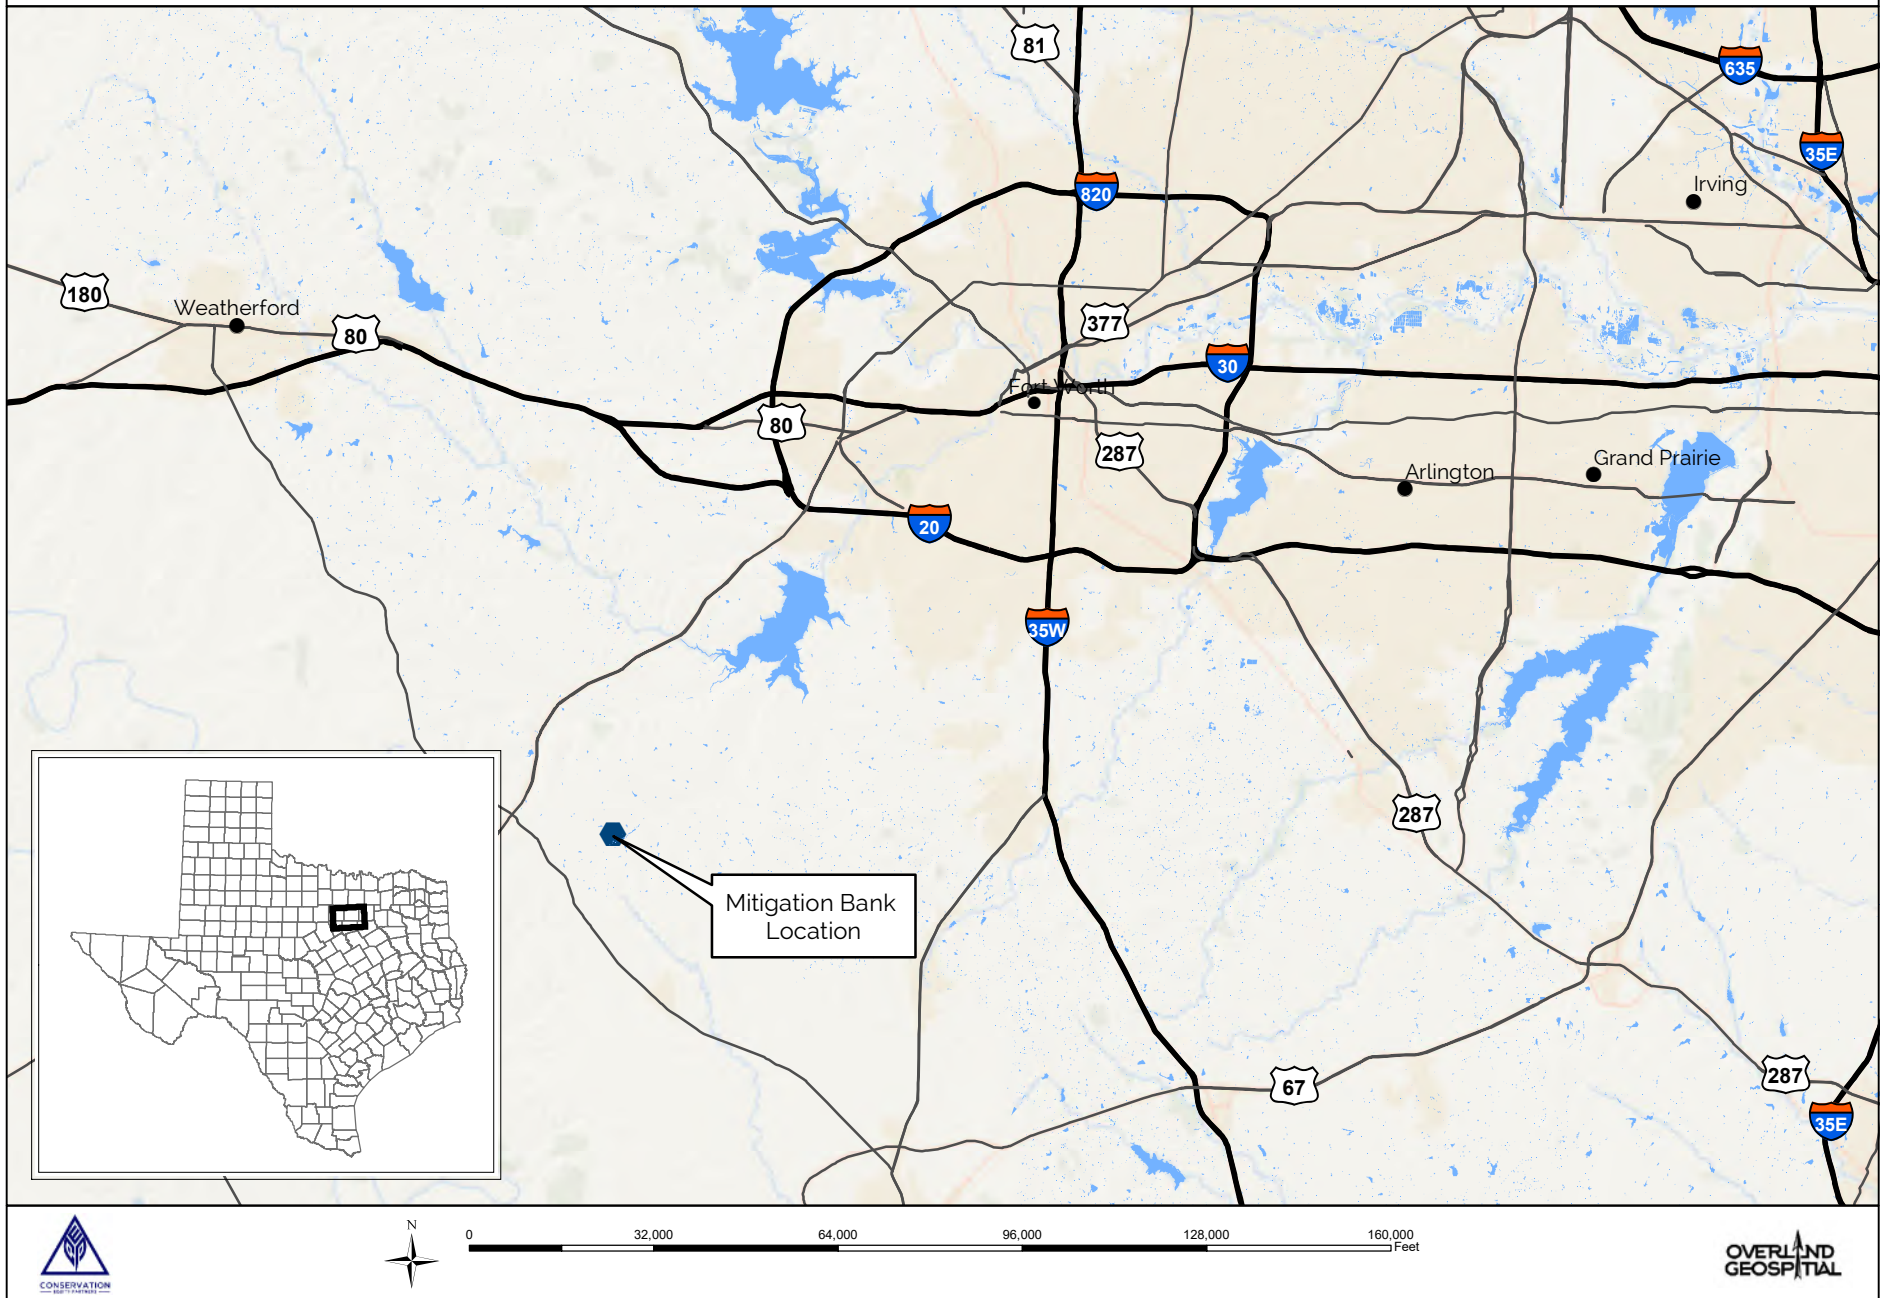 81
635
35E
820
Irving
180
Weatherford
80
377
30
Fort Worth
80
287
Arlington
Grand Prairie
20
35W
287
Mitigation Bank
Location
67
287
35E
N
0
32,000
64,000
96,000
128,000
160,000
Feet
CONSERVATION
EQUITY PARTNERS
OVERLAND
GEOSPATIAL